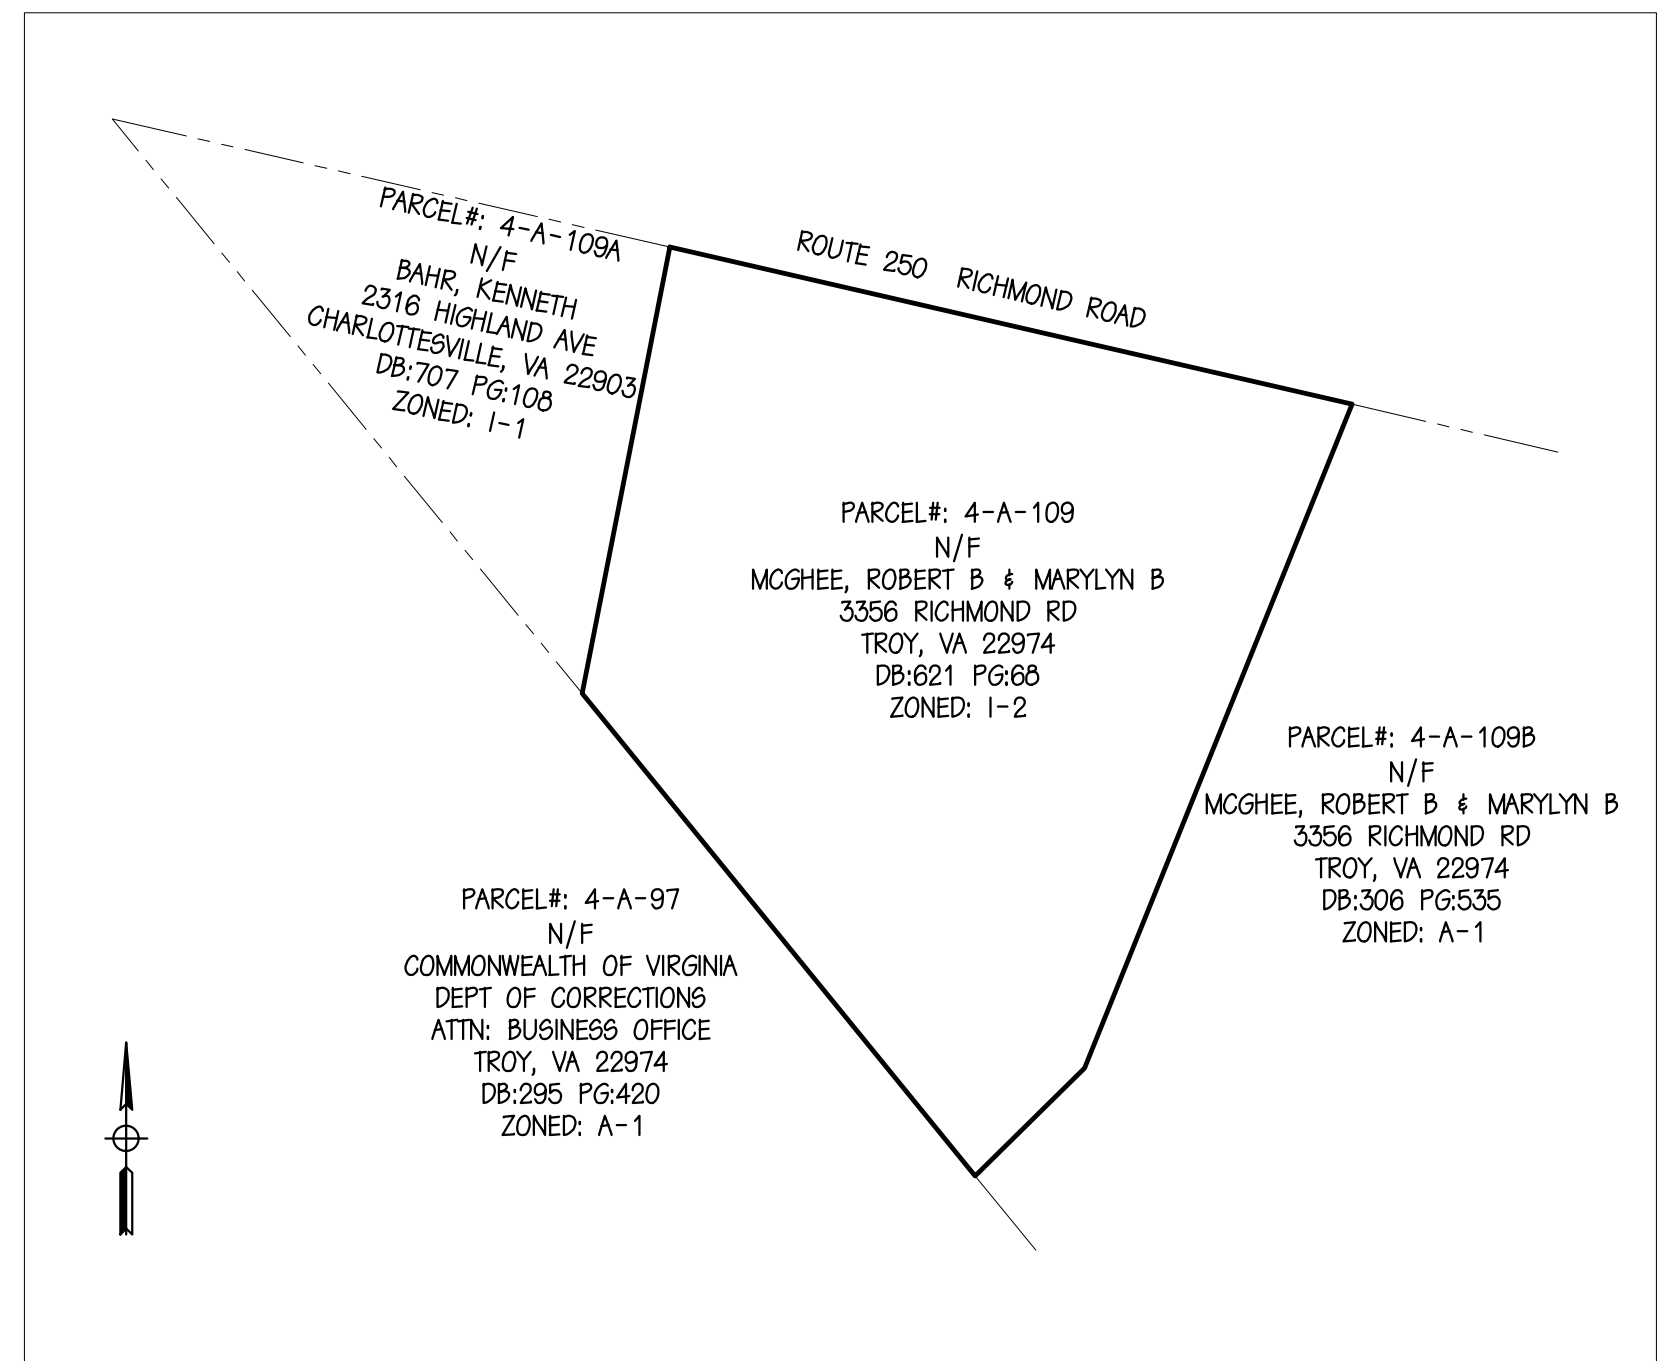 PARCEL#: 4-A-109A
N/F
BAHR, KENNETH
2316 HIGHLAND AVE
CHARLOTTESVILLE, VA 22903
DB:707 PG:108
ZONED: I-1
ROUTE 250 RICHMOND ROAD
PARCEL#: 4-A-109
N/F
MCGHEE, ROBERT B & MARYLYN B
3356 RICHMOND RD
TROY, VA 22974
DB:621 PG:68
ZONED: I-2
PARCEL#: 4-A-109B
N/F
MCGHEE, ROBERT B & MARYLYN B
3356 RICHMOND RD
TROY, VA 22974
DB:306 PG:535
ZONED: A-1
PARCEL#: 4-A-97
N/F
COMMONWEALTH OF VIRGINIA
DEPT OF CORRECTIONS
ATTN: BUSINESS OFFICE
TROY, VA 22974
DB:295 PG:420
ZONED: A-1